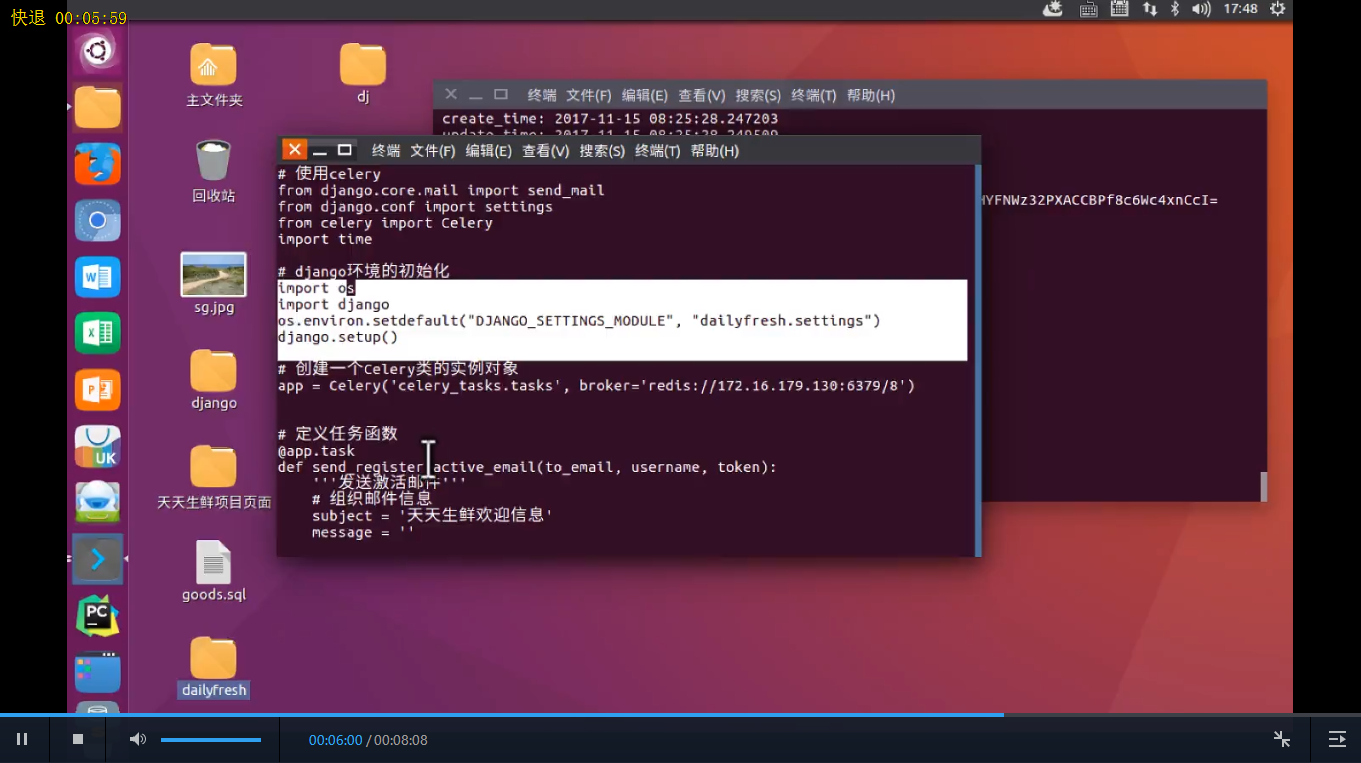 快退 00:05:59
17:48
主文件夹
dj
回收站
sg.jpg
django
天天生鲜项目页面
goods.sql
dailyfresh
UK
PC
终端 文件(F) 编辑(E) 查看(V) 搜索(S) 终端(T) 帮助(H)
create_time: 2017-11-15 08:25:28.247203
update_time: 2017-11-15 08:25:28.249509
HYFNWz32PXACCBPf8c6Wc4xnCcI=
终端 文件(F) 编辑(E) 查看(V) 搜索(S) 终端(T) 帮助(H)
# 使用celery
from django.core.mail import send_mail
from django.conf import settings
from celery import Celery
import time
# django环境的初始化
import os
import django
os.environ.setdefault("DJANGO_SETTINGS_MODULE", "dailyfresh.settings")
django.setup()
# 创建一个Celery类的实例对象
app = Celery('celery_tasks.tasks', broker='redis://172.16.179.130:6379/8')
# 定义任务函数
@app.task
def send_register_active_email(to_email, username, token):
'''发送激活邮件'''
# 组织邮件信息
subject = '天天生鲜欢迎信息'
message = ''
00:06:00 / 00:08:08